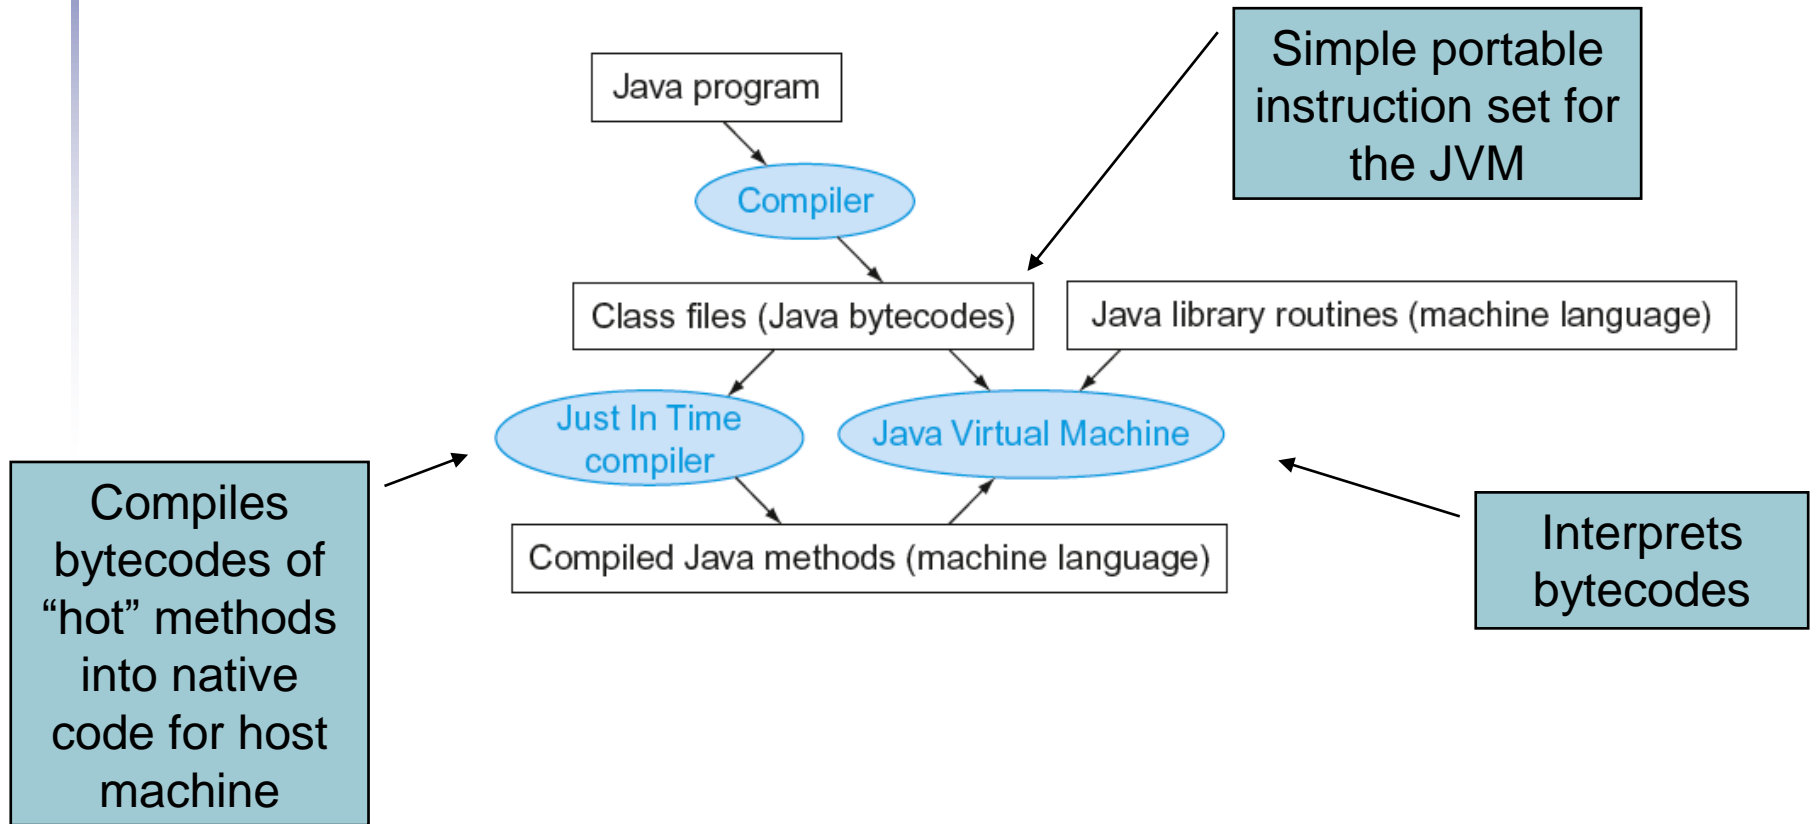 Java program
Compiler
Simple portable
instruction set for
the JVM
Class files (Java bytecodes)
Java library routines (machine language)
Just In Time
compiler
Java Virtual Machine
Compiles
bytecodes of
“hot” methods
into native
code for host
machine
Compiled Java methods (machine language)
Interprets
bytecodes